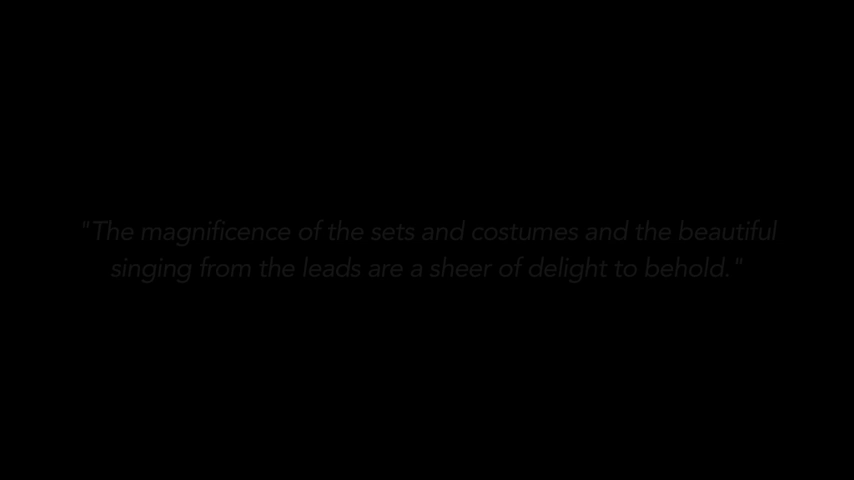 "The magnificence of the sets and costumes and the beautiful
singing from the leads are a sheer of delight to behold."